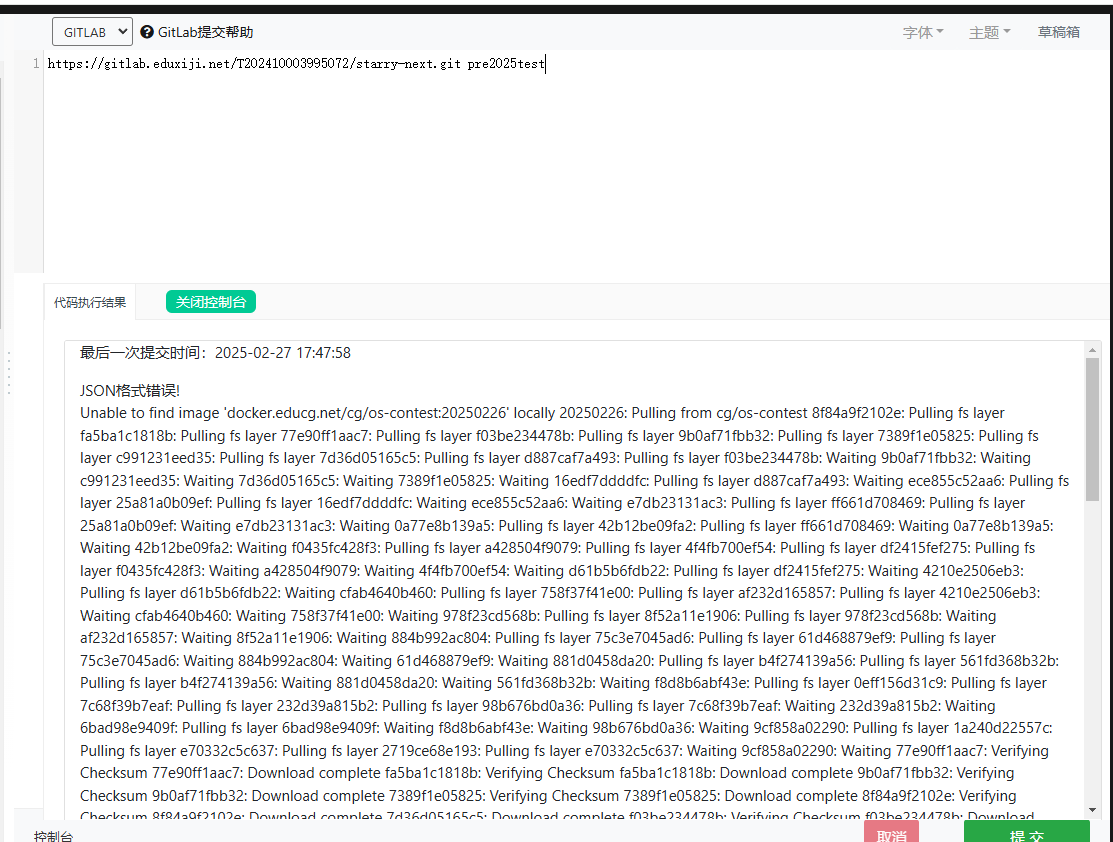 GITLAB GitLab提交帮助 字体 主题 草稿箱
1 https://gitlab.eduxiji.net/T202410003995072/starry-next.git pre2025test
代码执行结果 关闭控制台
最后一次提交时间：2025-02-27 17:47:58
JSON格式错误!
Unable to find image 'docker.educg.net/cg/os-contest:20250226' locally 20250226: Pulling from cg/os-contest 8f84a9f2102e: Pulling fs layer
fa5ba1c1818b: Pulling fs layer 77e90ff1aac7: Pulling fs layer f03be234478b: Pulling fs layer 9b0af71fbb32: Pulling fs layer 7389f1e05825: Pulling fs
layer c991231eed35: Pulling fs layer 7d36d05165c5: Pulling fs layer d887caf7a493: Pulling fs layer f03be234478b: Waiting 9b0af71fbb32: Waiting
c991231eed35: Waiting 7d36d05165c5: Waiting 7389f1e05825: Waiting 16edf7ddddfc: Pulling fs layer d887caf7a493: Waiting ece855c52aa6: Pulling fs
layer 25a81a0b09ef: Pulling fs layer 16edf7ddddfc: Waiting ece855c52aa6: Waiting e7db23131ac3: Pulling fs layer ff661d708469: Pulling fs layer
25a81a0b09ef: Waiting e7db23131ac3: Waiting 0a77e8b139a5: Pulling fs layer 42b12be09fa2: Pulling fs layer ff661d708469: Waiting 0a77e8b139a5:
Waiting 42b12be09fa2: Waiting f0435fc428f3: Pulling fs layer a428504f9079: Pulling fs layer 4f4fb700ef54: Pulling fs layer df2415fef275: Pulling fs
layer f0435fc428f3: Waiting a428504f9079: Waiting 4f4fb700ef54: Waiting d61b5b6fdb22: Pulling fs layer df2415fef275: Waiting 4210e2506eb3:
Pulling fs layer d61b5b6fdb22: Waiting cfab4640b460: Pulling fs layer 758f37f41e00: Pulling fs layer af232d165857: Pulling fs layer 4210e2506eb3:
Waiting cfab4640b460: Waiting 758f37f41e00: Waiting 978f23cd568b: Pulling fs layer 8f52a11e1906: Pulling fs layer 978f23cd568b: Waiting
af232d165857: Waiting 8f52a11e1906: Waiting 884b992ac804: Pulling fs layer 75c3e7045ad6: Pulling fs layer 61d468879ef9: Pulling fs layer
75c3e7045ad6: Waiting 884b992ac804: Waiting 61d468879ef9: Waiting 881d0458da20: Pulling fs layer b4f274139a56: Pulling fs layer 561fd368b32b:
Pulling fs layer b4f274139a56: Waiting 881d0458da20: Waiting 561fd368b32b: Waiting f8d8b6abf43e: Pulling fs layer 0eff156d31c9: Pulling fs layer
7c68f39b7eaf: Pulling fs layer 232d39a815b2: Pulling fs layer 98b676bd0a36: Pulling fs layer 7c68f39b7eaf: Waiting 232d39a815b2: Waiting
6bad98e9409f: Pulling fs layer 6bad98e9409f: Waiting f8d8b6abf43e: Waiting 98b676bd0a36: Waiting 9cf858a02290: Pulling fs layer 1a240d22557c:
Pulling fs layer e70332c5c637: Pulling fs layer 2719ce68e193: Pulling fs layer e70332c5c637: Waiting 9cf858a02290: Waiting 77e90ff1aac7: Verifying
Checksum 77e90ff1aac7: Download complete fa5ba1c1818b: Verifying Checksum fa5ba1c1818b: Download complete 9b0af71fbb32: Verifying
Checksum 9b0af71fbb32: Download complete 7389f1e05825: Verifying Checksum 7389f1e05825: Download complete 8f84a9f2102e: Verifying
Checksum 8f84a9f2102e: Download complete 7d36d05165c5: Download complete f03be234478b: Verifying Checksum f03be234478b: Download
控制台 取消 提交